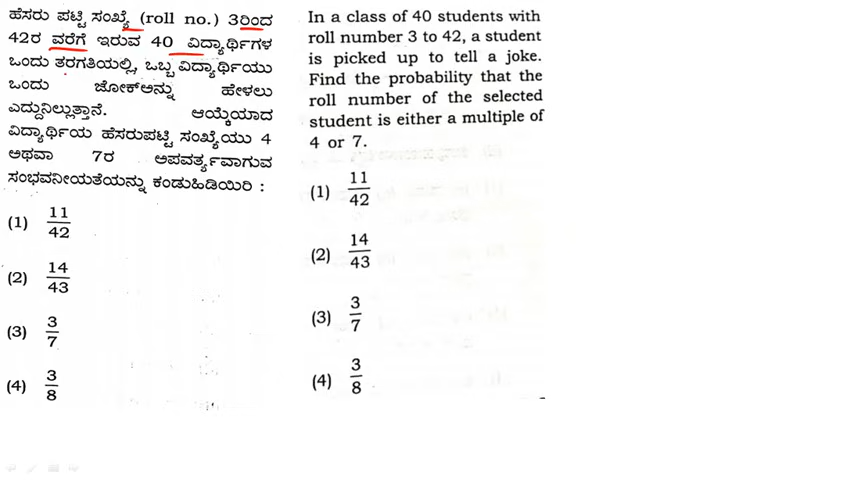 ಹೆಸರು ಪಟ್ಟಿ ಸಂಖ್ಯೆ (roll no.) 3ರಿಂದ
42ರ ವರೆಗೆ ಇರುವ 40 ವಿದ್ಯಾರ್ಥಿಗಳ
ಒಂದು ತರಗತಿಯಲ್ಲಿ, ಒಬ್ಬ ವಿದ್ಯಾರ್ಥಿಯು
ಒಂದು ಜೋಕ್‌ಅನ್ನು ಹೇಳಲು
ಎದ್ದುನಿಲ್ಲುತ್ತಾನೆ. ಆಯ್ಕೆಯಾದ
ವಿದ್ಯಾರ್ಥಿಯ ಹೆಸರುಪಟ್ಟಿ ಸಂಖ್ಯೆಯು 4
ಅಥವಾ 7ರ ಅಪವರ್ತ್ಯವಾಗುವ
ಸಂಭವನೀಯತೆಯನ್ನು ಕಂಡುಹಿಡಿಯಿರಿ :
(1) 11/42
(2) 14/43
(3) 3/7
(4) 3/8
In a class of 40 students with
roll number 3 to 42, a student
is picked up to tell a joke.
Find the probability that the
roll number of the selected
student is either a multiple of
4 or 7.
(1) 11/42
(2) 14/43
(3) 3/7
(4) 3/8